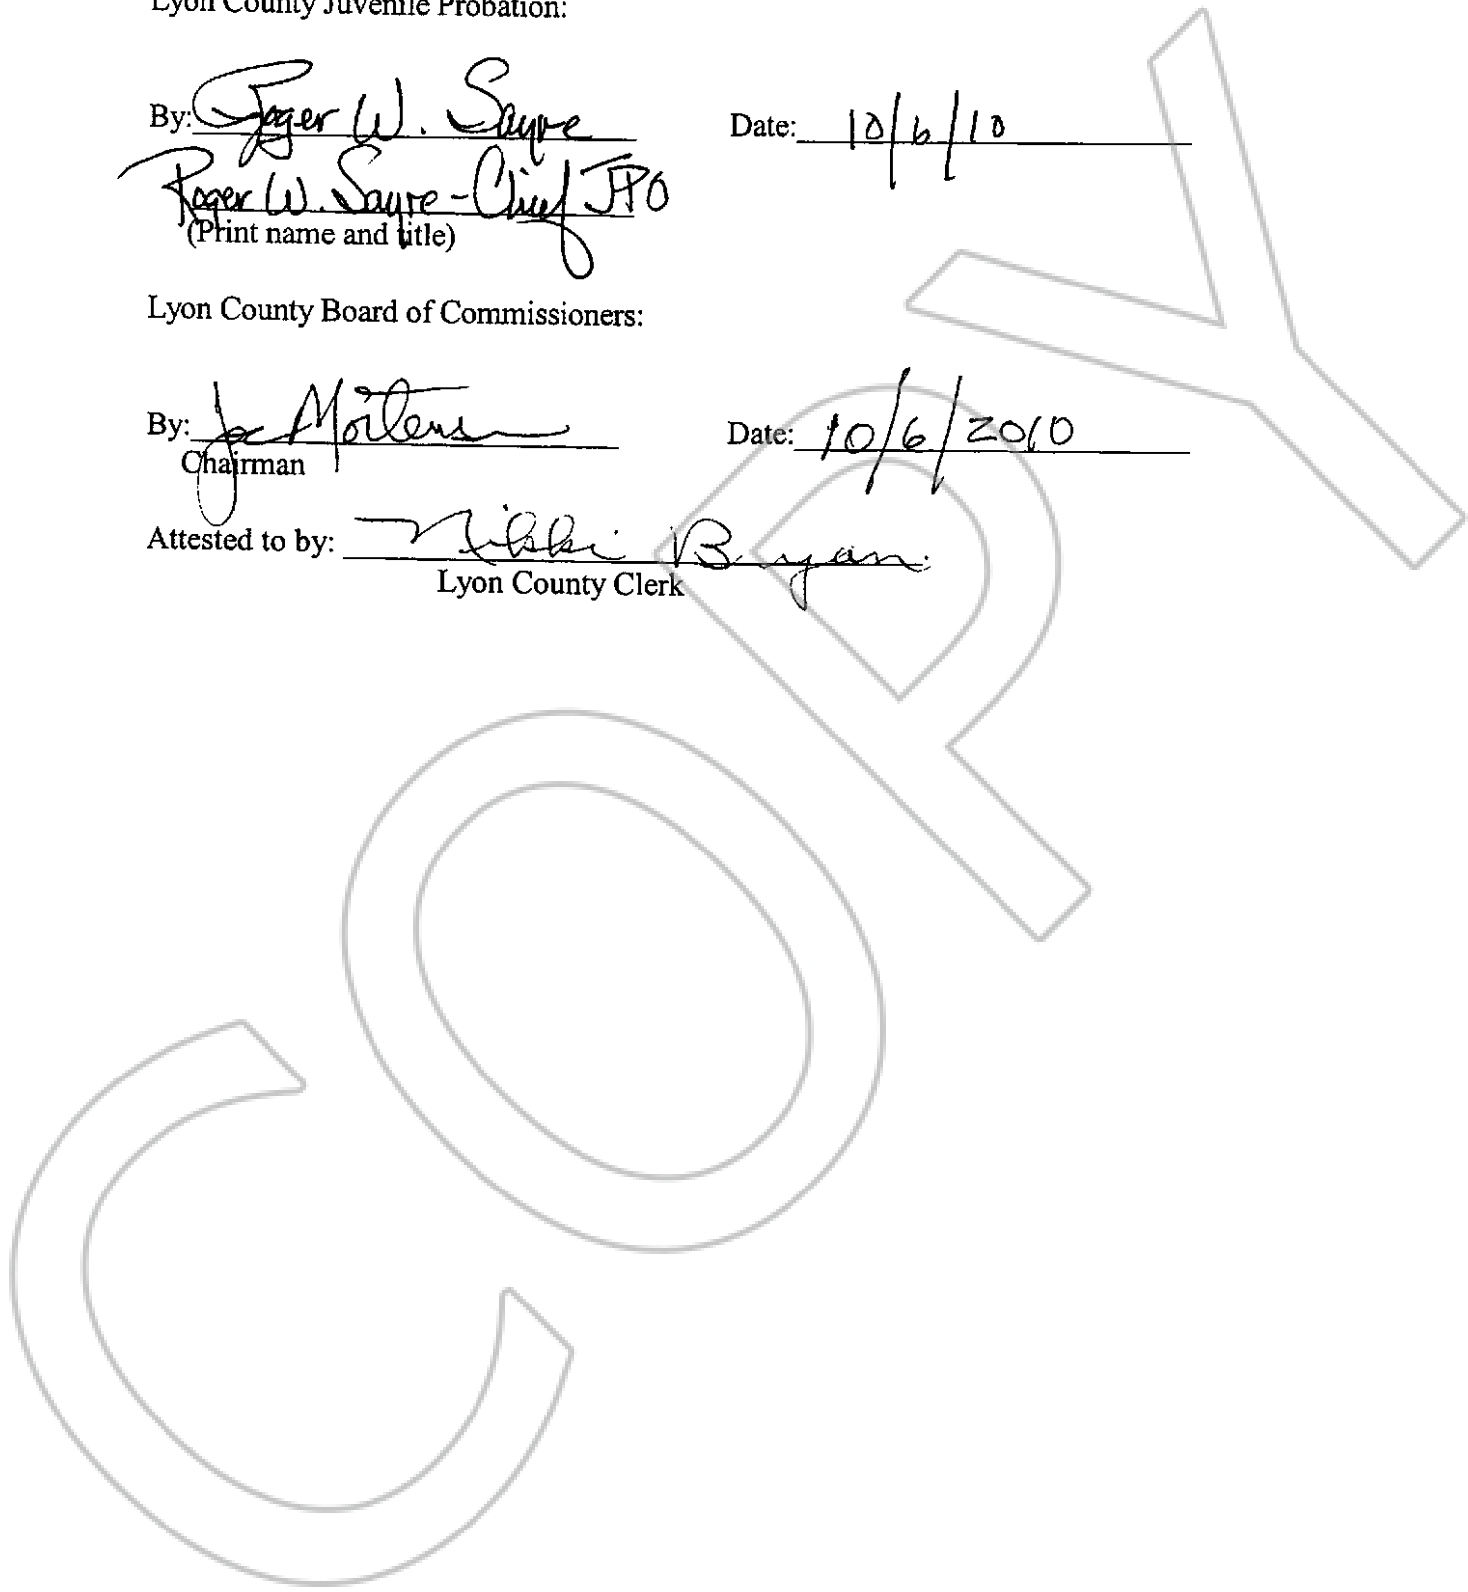 Lyon County Juvenile Probation:
By: Roger W. Sayre Date: 10/6/10
Roger W. Sayre - Chief JPO
(Print name and title)
Lyon County Board of Commissioners:
By: Joe Mortensen Date: 10/6/2010
Chairman
Attested to by: Nikki Bryan
Lyon County Clerk
COPY